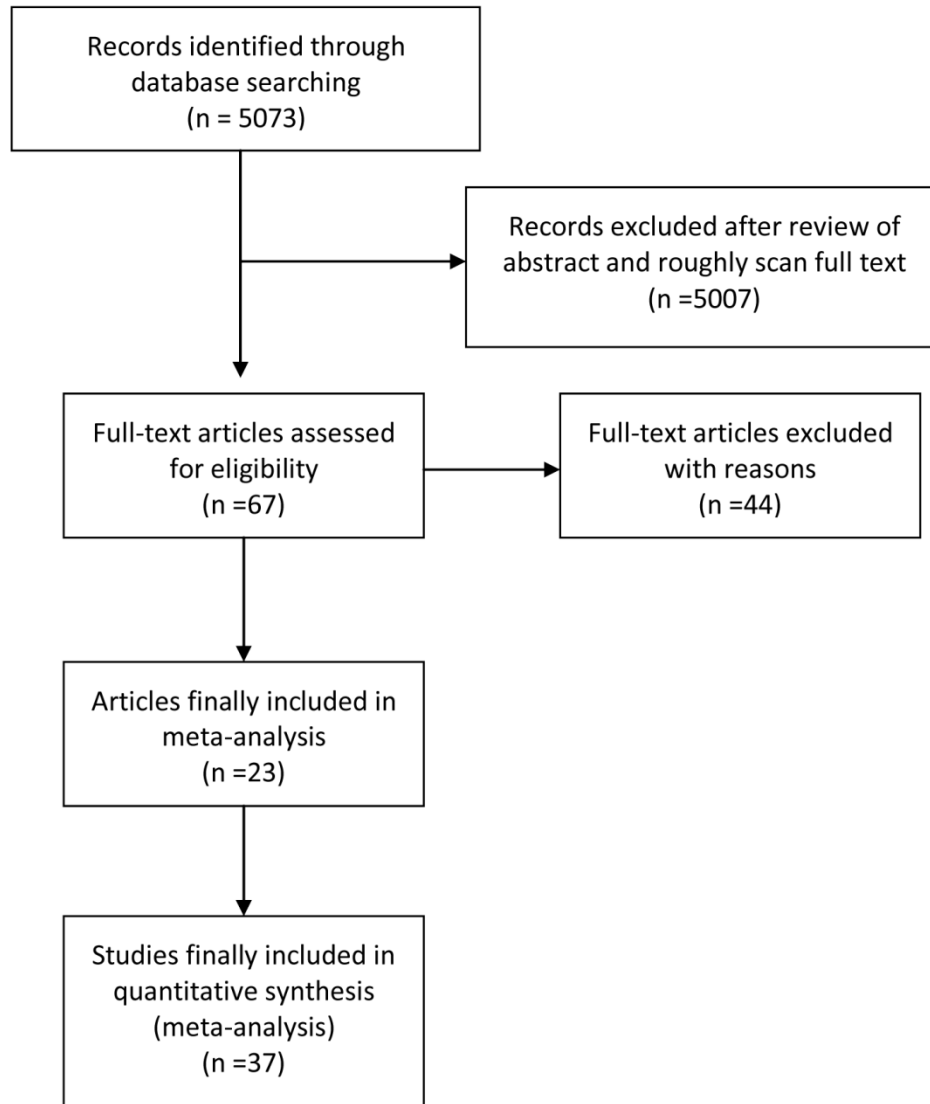 Records identified through
database searching
(n = 5073)
Records excluded after review of
abstract and roughly scan full text
(n =5007)
Full-text articles assessed
for eligibility
(n =67)
Full-text articles excluded
with reasons
(n =44)
Articles finally included in
meta-analysis
(n =23)
Studies finally included in
quantitative synthesis
(meta-analysis)
(n =37)